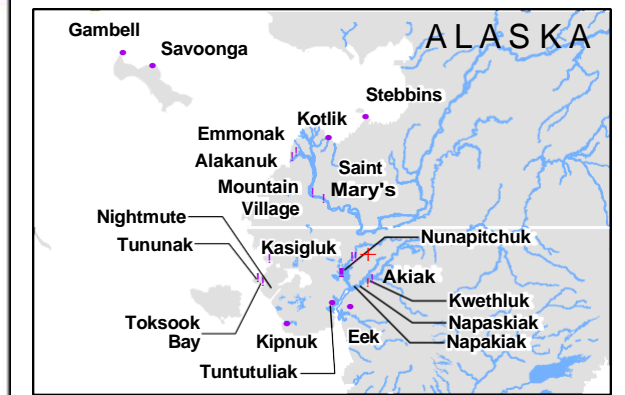 ALASKA
Gambell
Savoonga
Stebbins
Kotlik
Emmonak
Alakanuk
Saint
Mary's
Mountain
Village
Nightmute
Tununak
Kasigluk
Nunapitchuk
Akiak
Kwethluk
Napaskiak
Napakiak
Toksook
Bay
Kipnuk
Eek
Tuntutuliak